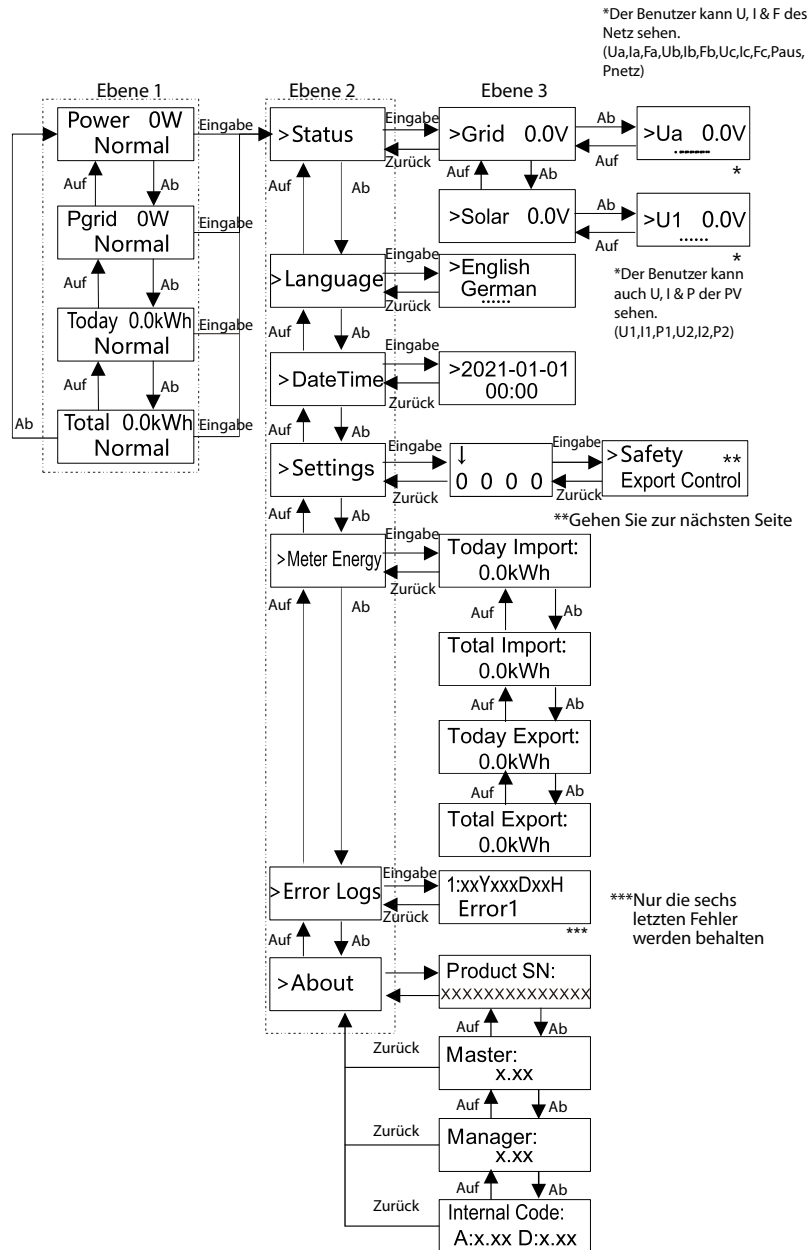 *Der Benutzer kann U, I & F des
Netz sehen.
(Ua,Ia,Fa,Ub,Ib,Fb,Uc,Ic,Fc,Paus,
Pnetz)
Ebene 1
Ebene 2
Ebene 3
Power 0W
Normal
Eingabe
>Status
Eingabe
Zurück
>Grid 0.0V
Ab
Auf
>Ua 0.0V
.......
*
Auf
Ab
Auf
Ab
Auf
Ab
Pgrid 0W
Normal
Eingabe
>Solar 0.0V
Ab
Auf
>U1 0.0V
......
*
*Der Benutzer kann
auch U, I & P der PV
sehen.
(U1,I1,P1,U2,I2,P2)
Auf
Ab
>Language
Eingabe
Zurück
>English
German
......
Today 0.0kWh
Normal
Eingabe
Auf
Ab
Auf
Ab
>DateTime
Eingabe
Zurück
>2021-01-01
00:00
Ab
Total 0.0kWh
Normal
Eingabe
Auf
Ab
>Settings
Eingabe
Zurück
↓
0 0 0 0
Eingabe
Zurück
>Safety **
Export Control
**Gehen Sie zur nächsten Seite
Auf
Ab
>Meter Energy
Eingabe
Zurück
Today Import:
0.0kWh
Auf
Ab
Auf
Ab
Total Import:
0.0kWh
Auf
Ab
Today Export:
0.0kWh
Auf
Ab
Total Export:
0.0kWh
>Error Logs
Eingabe
Zurück
1:xxYxxxDxxH
Error1
***
***Nur die sechs
letzten Fehler
werden behalten
Auf
Ab
>About
Product SN:
XXXXXXXXXXXXXX
Auf
Ab
Zurück
Master:
x.xx
Auf
Ab
Zurück
Manager:
x.xx
Auf
Ab
Zurück
Internal Code:
A:x.xx D:x.xx